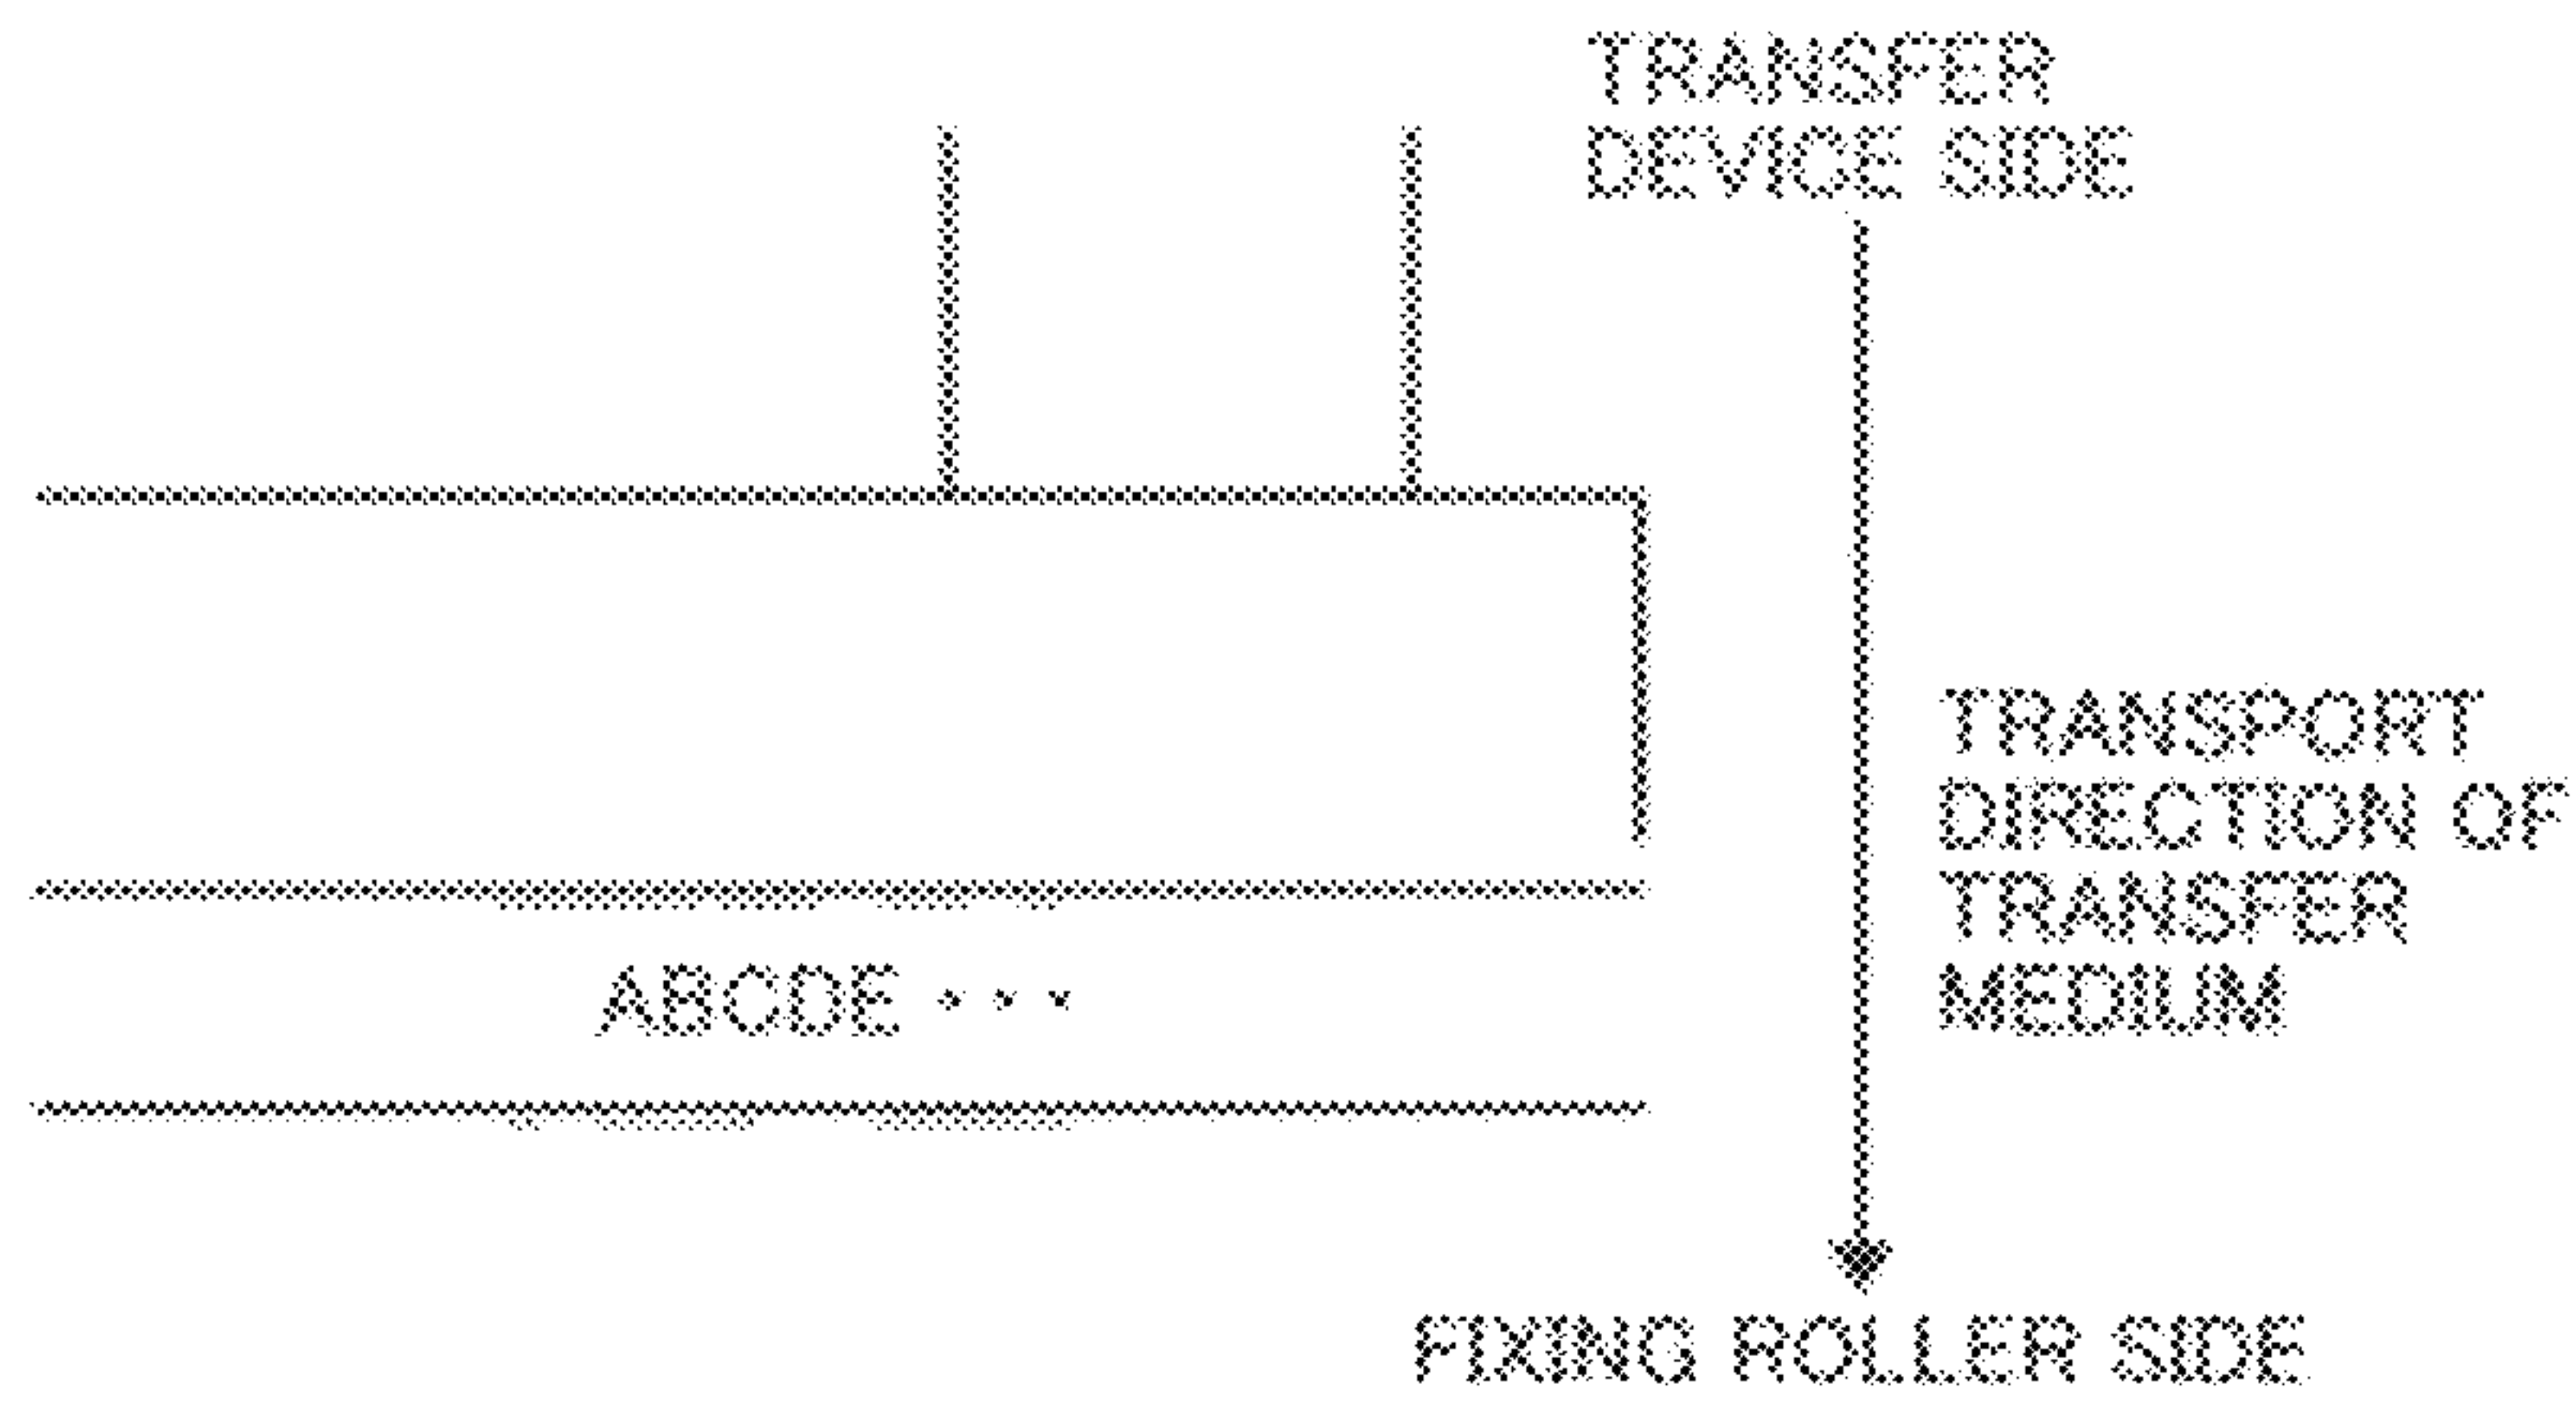 TRANSFER
DEVICE SIDE
TRANSPORT
DIRECTION OF
TRANSFER
MEDIUM
ABCDE ･･･
FIXING ROLLER SIDE